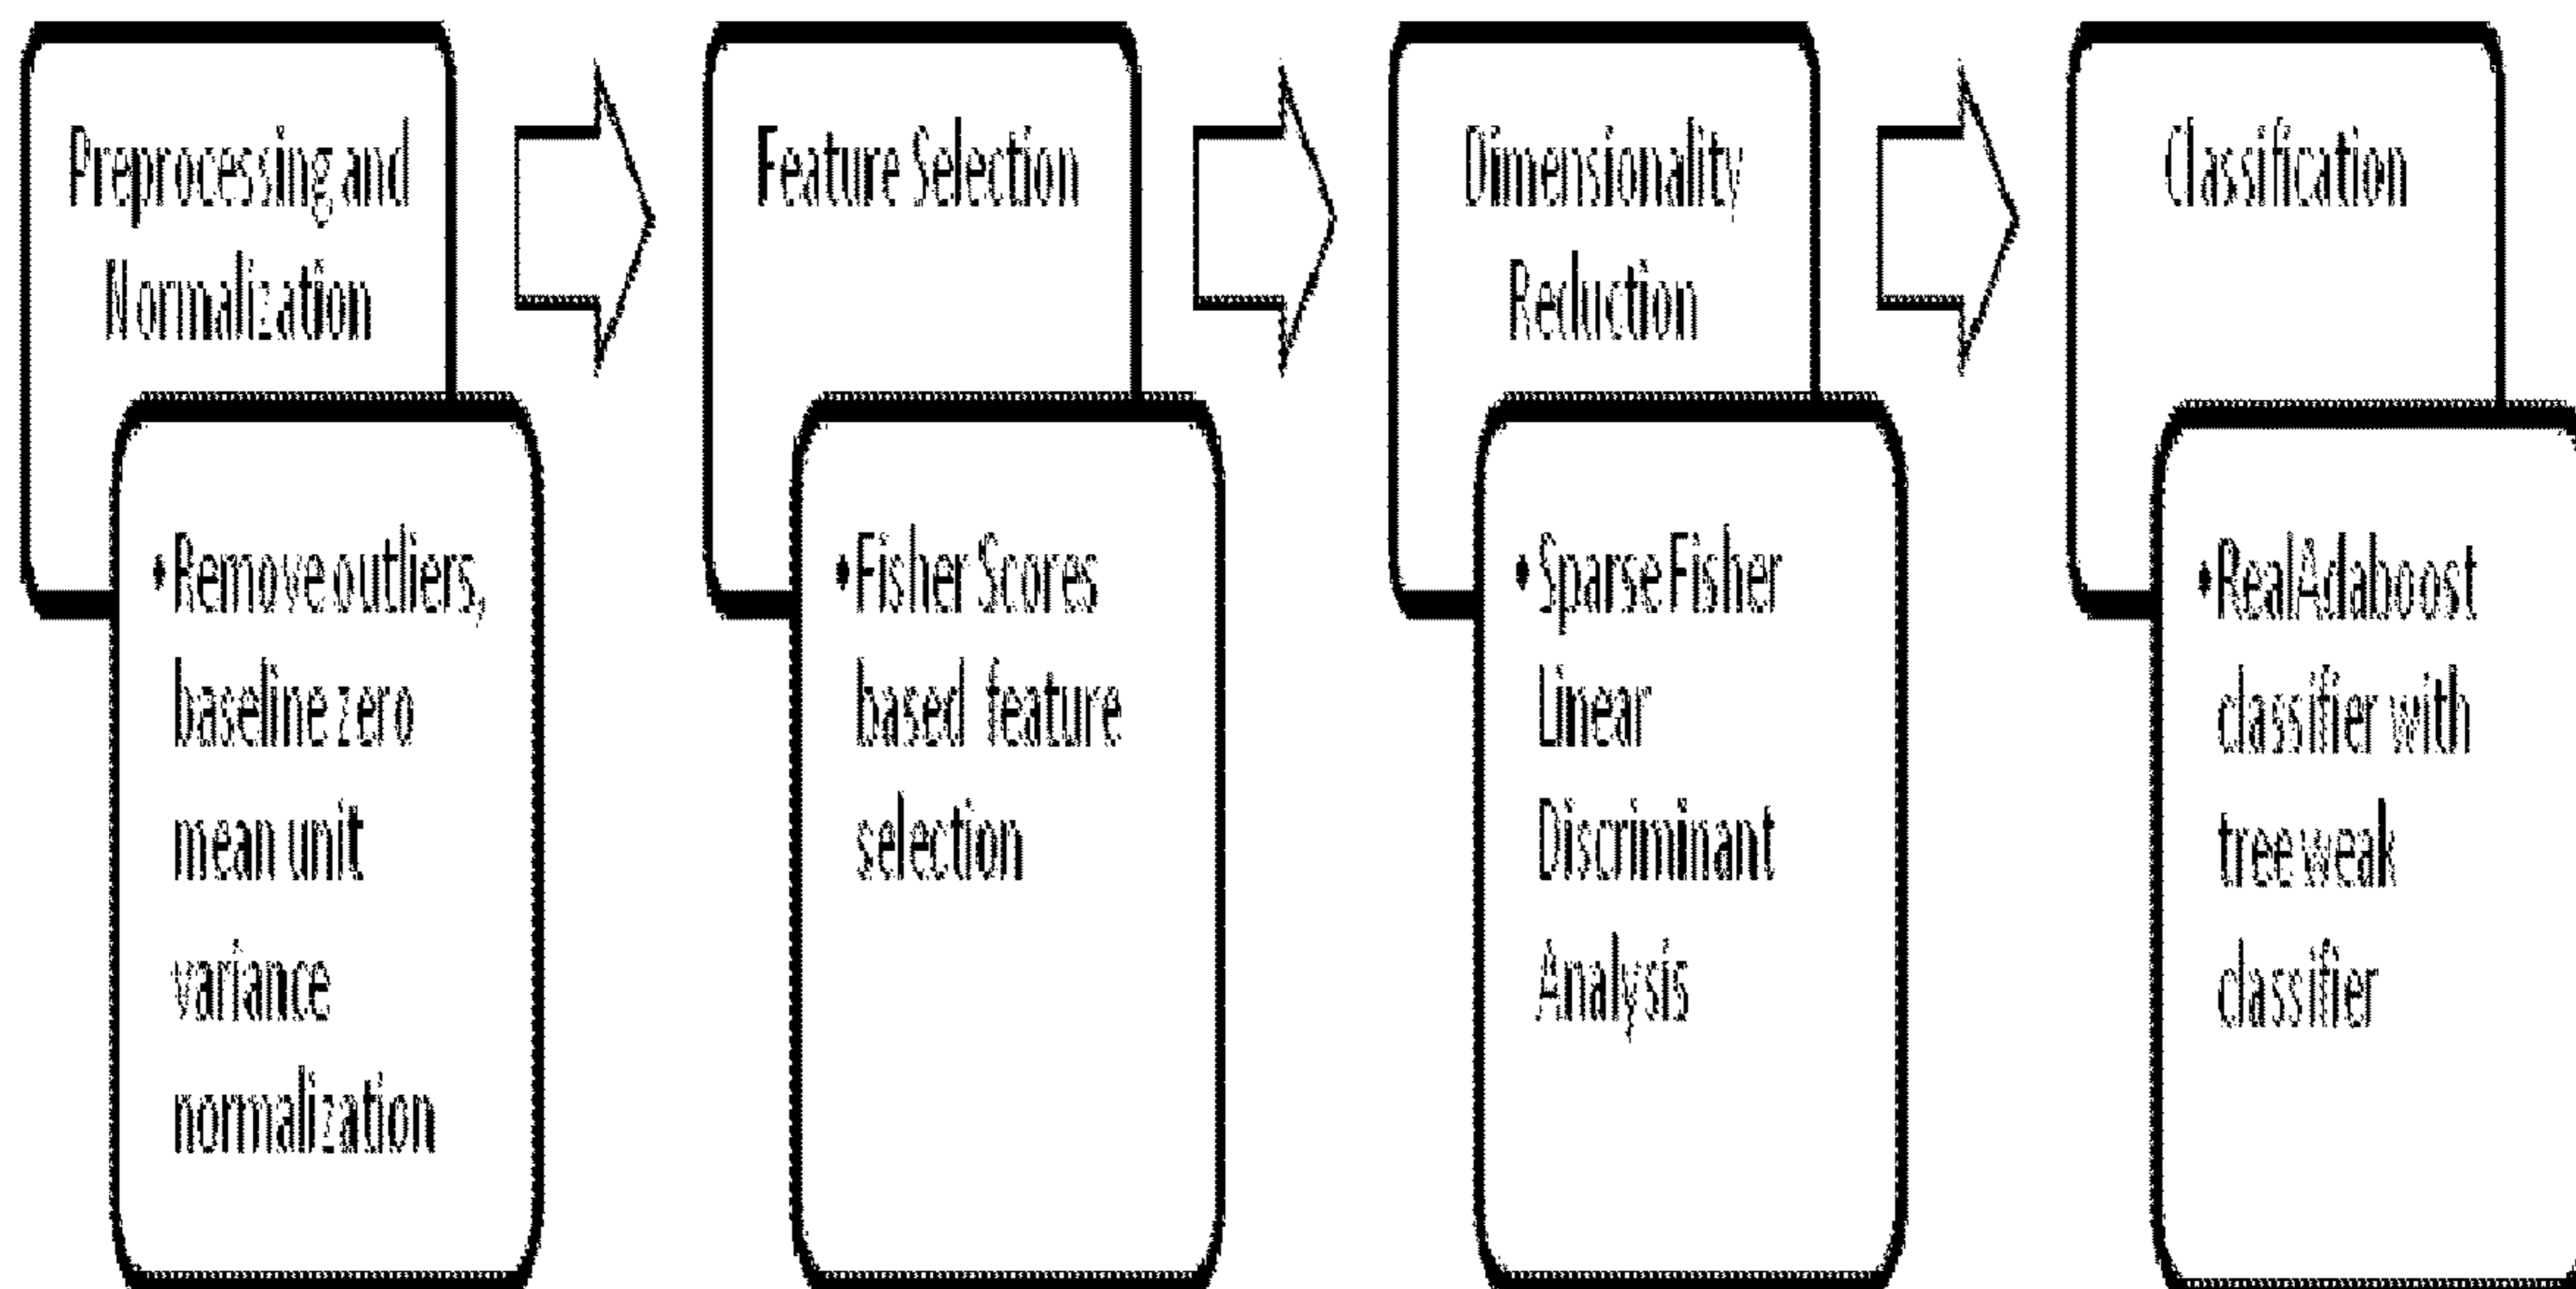 Preprocessing and
Normalization
•Remove outliers,
baseline zero
mean unit
variance
normalization
Feature Selection
•Fisher Scores
based feature
selection
Dimensionality
Reduction
•Sparse Fisher
Linear
Discriminant
Analysis
Classification
•RealAdaboost
classifier with
tree weak
classifier